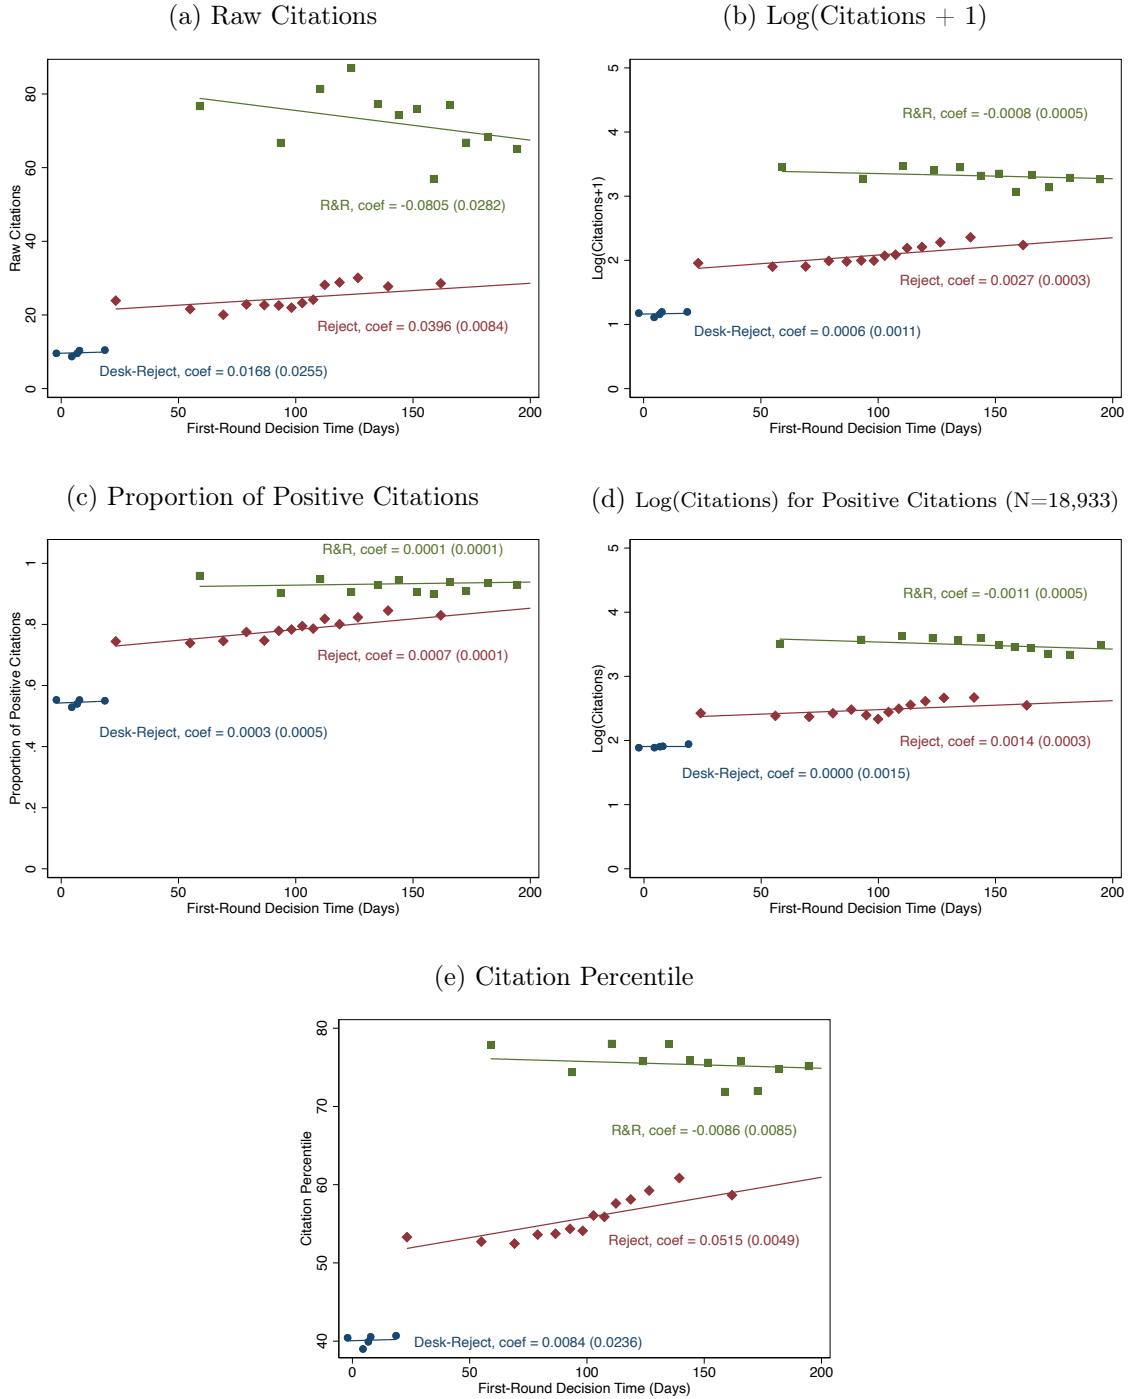 (a) Raw Citations
80
60
40
20
0
Raw Citations
R&R, coef = -0.0805 (0.0282)
Reject, coef = 0.0396 (0.0084)
Desk-Reject, coef = 0.0168 (0.0255)
0 50 100 150 200
First-Round Decision Time (Days)
(b) Log(Citations + 1)
5
4
3
2
1
0
Log(Citations+1)
R&R, coef = -0.0008 (0.0005)
Reject, coef = 0.0027 (0.0003)
Desk-Reject, coef = 0.0006 (0.0011)
0 50 100 150 200
First-Round Decision Time (Days)
(c) Proportion of Positive Citations
1
.8
.6
.4
.2
0
Proportion of Positive Citations
R&R, coef = 0.0001 (0.0001)
Reject, coef = 0.0007 (0.0001)
Desk-Reject, coef = 0.0003 (0.0005)
0 50 100 150 200
First-Round Decision Time (Days)
(d) Log(Citations) for Positive Citations (N=18,933)
5
4
3
2
1
0
Log(Citations)
R&R, coef = -0.0011 (0.0005)
Reject, coef = 0.0014 (0.0003)
Desk-Reject, coef = 0.0000 (0.0015)
0 50 100 150 200
First-Round Decision Time (Days)
(e) Citation Percentile
80
70
60
50
40
Citation Percentile
R&R, coef = -0.0086 (0.0085)
Reject, coef = 0.0515 (0.0049)
Desk-Reject, coef = 0.0084 (0.0236)
0 50 100 150 200
First-Round Decision Time (Days)